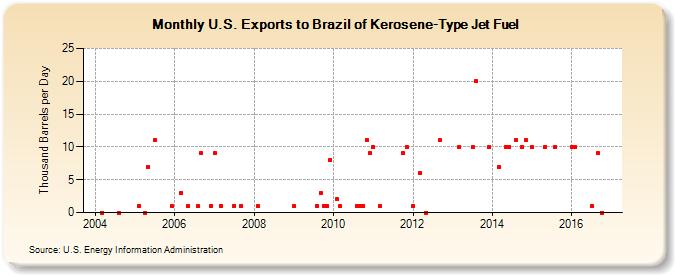 Monthly U.S. Exports to Brazil of Kerosene-Type Jet Fuel
Thousand Barrels per Day
25
20
15
10
5
0
2004 2006 2008 2010 2012 2014 2016
Source: U.S. Energy Information Administration